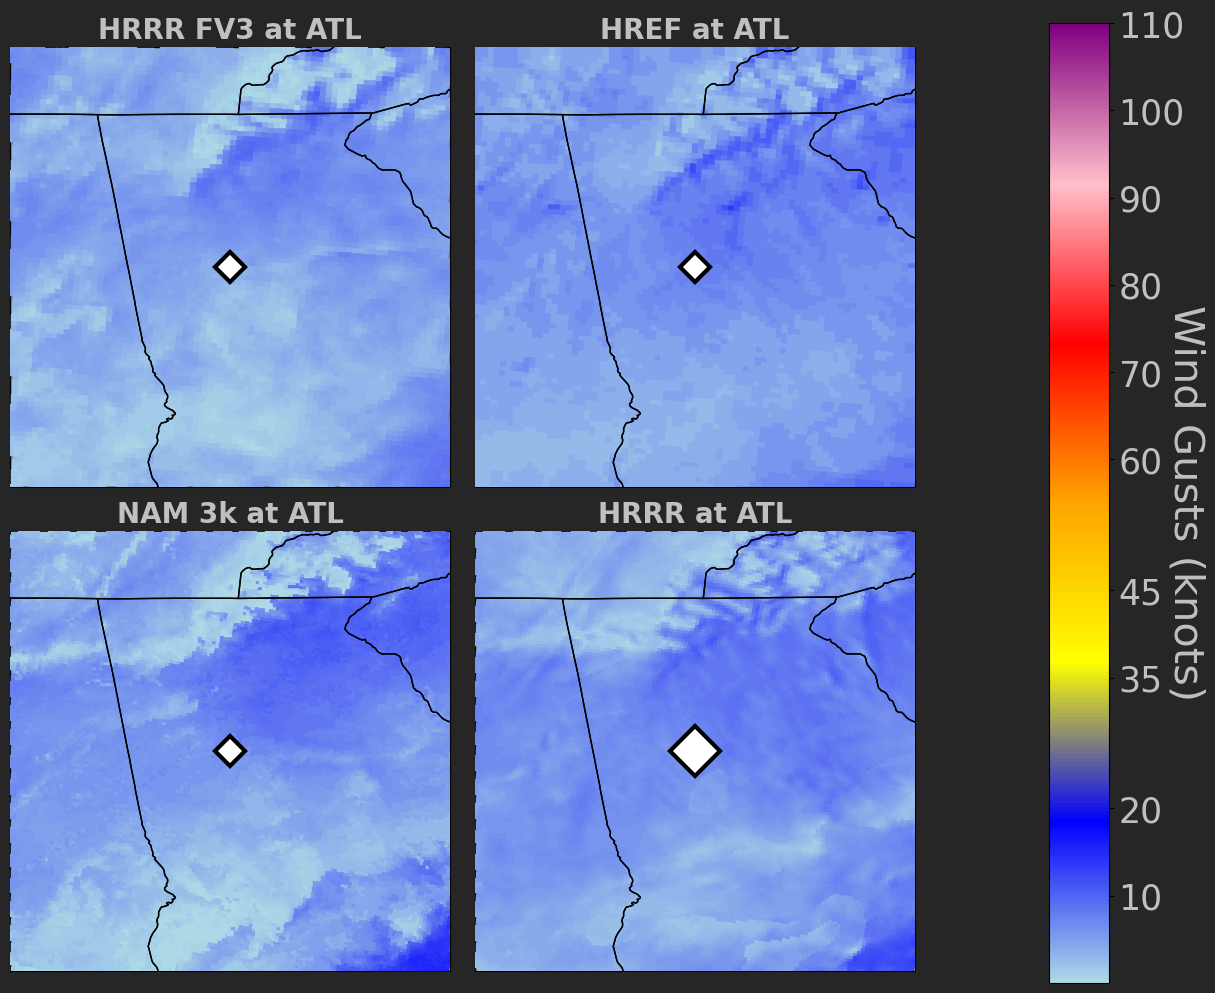 HRRR FV3 at ATL
HREF at ATL
NAM 3k at ATL
HRRR at ATL
110
100
90
80
70
60
45
35
20
10
Wind Gusts (knots)